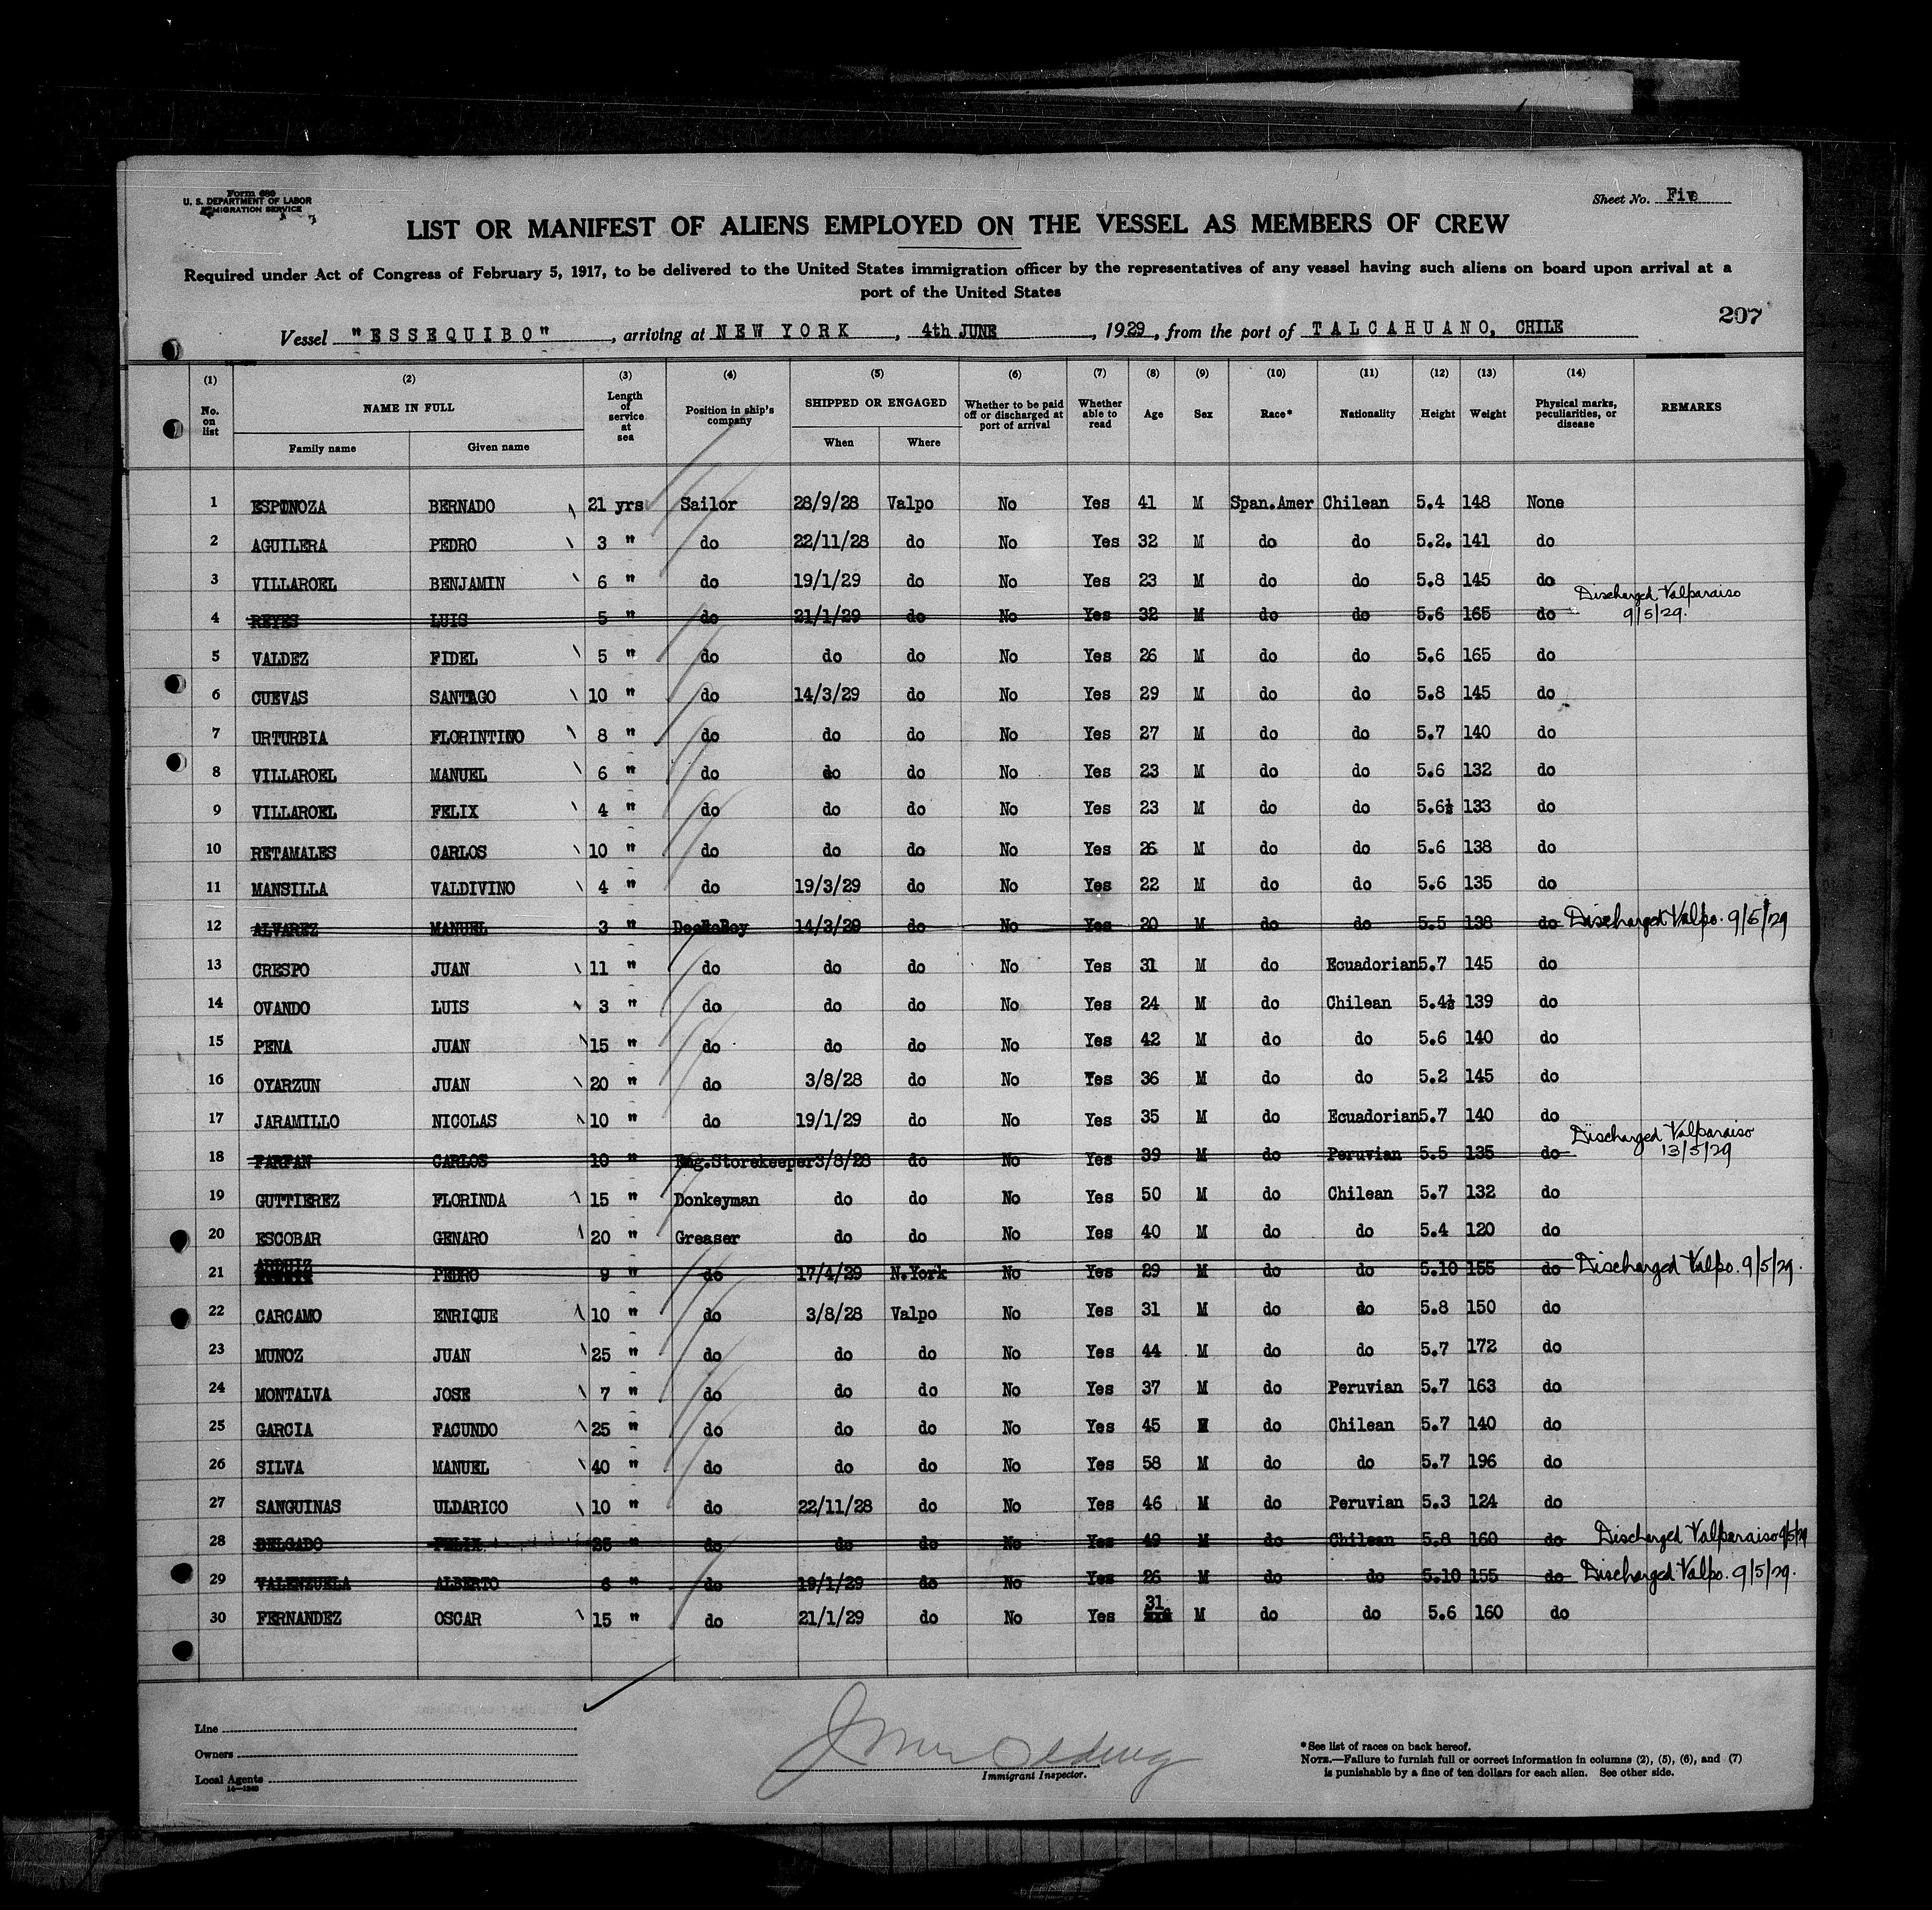 Form 680
U. S. DEPARTMENT OF LABOR
IMMIGRATION SERVICE
Sheet No. Five
LIST OR MANIFEST OF ALIENS EMPLOYED ON THE VESSEL AS MEMBERS OF CREW
Required under Act of Congress of February 5, 1917, to be delivered to the United States immigration officer by the representatives of any vessel having such aliens on board upon arrival at a
port of the United States
207
Vessel "ESSEQUIBO", arriving at NEW YORK, 4th JUNE, 1929, from the port of TALCAHUANO, CHILE
(1) (2) (3) (4) (5) (6) (7) (8) (9) (10) (11) (12) (13) (14)
No. on list NAME IN FULL Length of service at sea Position in ship's company SHIPPED OR ENGAGED Whether to be paid off or discharged at port of arrival Whether able to read Age Sex Race* Nationality Height Weight Physical marks, peculiarities, or disease REMARKS
Family name Given name When Where
1 ESPINOZA BERNADO 21 yrs Sailor 28/9/28 Valpo No Yes 41 M Span.Amer Chilean 5.4 148 None
2 AGUILERA PEDRO 3 " do 22/11/28 do No Yes 32 M do do 5.2. 141 do
3 VILLAROEL BENJAMIN 6 " do 19/1/29 do No Yes 23 M do do 5.8 145 do
4 REYES LUIS 5 " do 21/1/29 do No Yes 32 M do do 5.6 165 do Discharged Valparaiso 9/5/29.
5 VALDEZ FIDEL 5 " do do do No Yes 26 M do do 5.6 165 do
6 CUEVAS SANTAGO 10 " do 14/3/29 do No Yes 29 M do do 5.8 145 do
7 URTURBIA FLORINTINO 8 " do do do No Yes 27 M do do 5.7 140 do
8 VILLAROEL MANUEL 6 " do do do No Yes 23 M do do 5.6 132 do
9 VILLAROEL FELIX 4 " do do do No Yes 23 M do do 5.6½ 133 do
10 RETAMALES CARLOS 10 " do do do No Yes 26 M do do 5.6 138 do
11 MANSILLA VALDIVINO 4 " do 19/3/29 do No Yes 22 M do do 5.6 135 do
12 ALVAREZ MANUEL 3 " Deck Boy 14/3/29 do No Yes 20 M do do 5.5 138 do Discharged Valpo. 9/5/29
13 CRESPO JUAN 11 " do do do No Yes 31 M do Ecuadorian 5.7 145 do
14 OVANDO LUIS 3 " do do do No Yes 24 M do Chilean 5.4½ 139 do
15 PENA JUAN 15 " do do do No Yes 42 M do do 5.6 140 do
16 OYARZUN JUAN 20 " do 3/8/28 do No Yes 36 M do do 5.2 145 do
17 JARAMILLO NICOLAS 10 " do 19/1/29 do No Yes 35 M do Ecuadorian 5.7 140 do
18 FARFAN CARLOS 10 " Eng.Storekeeper 3/8/28 do No Yes 39 M do Peruvian 5.5 135 do Discharged Valparaiso 13/5/29
19 GUTTIEREZ FLORINDA 15 " Donkeyman do do No Yes 50 M do Chilean 5.7 132 do
20 ESCOBAR GENARO 20 " Greaser do do No Yes 40 M do do 5.4 120 do
21 PEDRO 9 " do 17/4/29 N.York No Yes 29 M do do 5.10 155 do Discharged Valpo. 9/5/29.
22 CARCAMO ENRIQUE 10 " do 3/8/28 Valpo No Yes 31 M do do 5.8 150 do
23 MUNOZ JUAN 25 " do do do No Yes 44 M do do 5.7 172 do
24 MONTALVA JOSE 7 " do do do No Yes 37 M do Peruvian 5.7 163 do
25 GARCIA FACUNDO 25 " do do do No Yes 45 M do Chilean 5.7 140 do
26 SILVA MANUEL 40 " do do do No Yes 58 M do do 5.7 196 do
27 SANGUINAS ULDARICO 10 " do 22/11/28 do No Yes 46 M do Peruvian 5.3 124 do
28 DELGADO FELIX " do do do No Yes 49 M do Chilean 5.8 160 do Discharged Valparaiso 9/5/29
29 VALENZUELA ALBERTO 6 " do 19/1/29 do No Yes 26 M do do 5.10 155 do Discharged Valpo. 9/5/29.
30 FERNANDEZ OSCAR 15 " do 21/1/29 do No Yes 31 M do do 5.6 160 do
Line
Owners
Local Agents
Immigrant Inspector.
*See list of races on back hereof.
NOTE.—Failure to furnish full or correct information in columns (2), (5), (6), and (7)
is punishable by a fine of ten dollars for each alien. See other side.